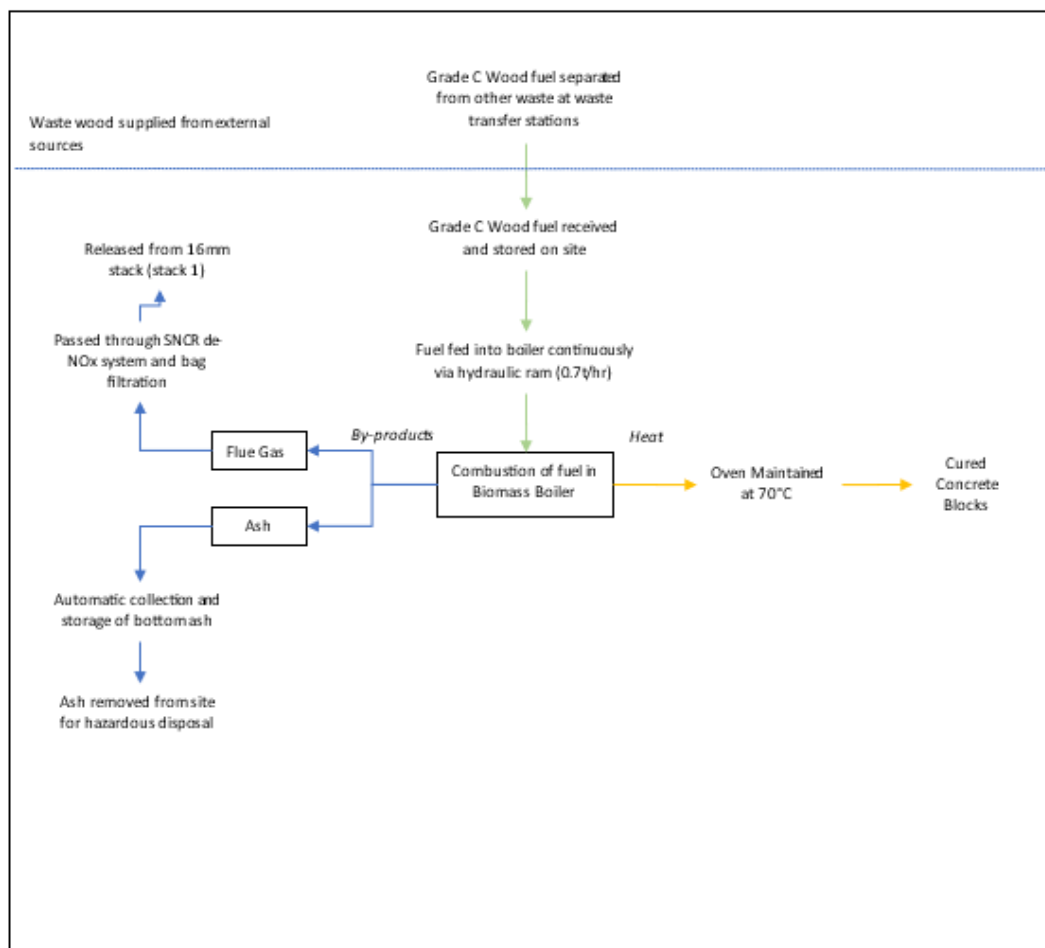 Grade C Wood fuel separated
from other waste at waste
transfer stations
Waste wood supplied from external
sources
Grade C Wood fuel received
and stored on site
Released from 16mm
stack (stack 1)
Passed through SNCR de-
NOx system and bag
filtration
Fuel fed into boiler continuously
via hydraulic ram (0.7t/hr)
By-products
Heat
Flue Gas
Combustion of fuel in
Biomass Boiler
Oven Maintained
at 70°C
Cured
Concrete
Blocks
Ash
Automatic collection and
storage of bottom ash
Ash removed from site
for hazardous disposal